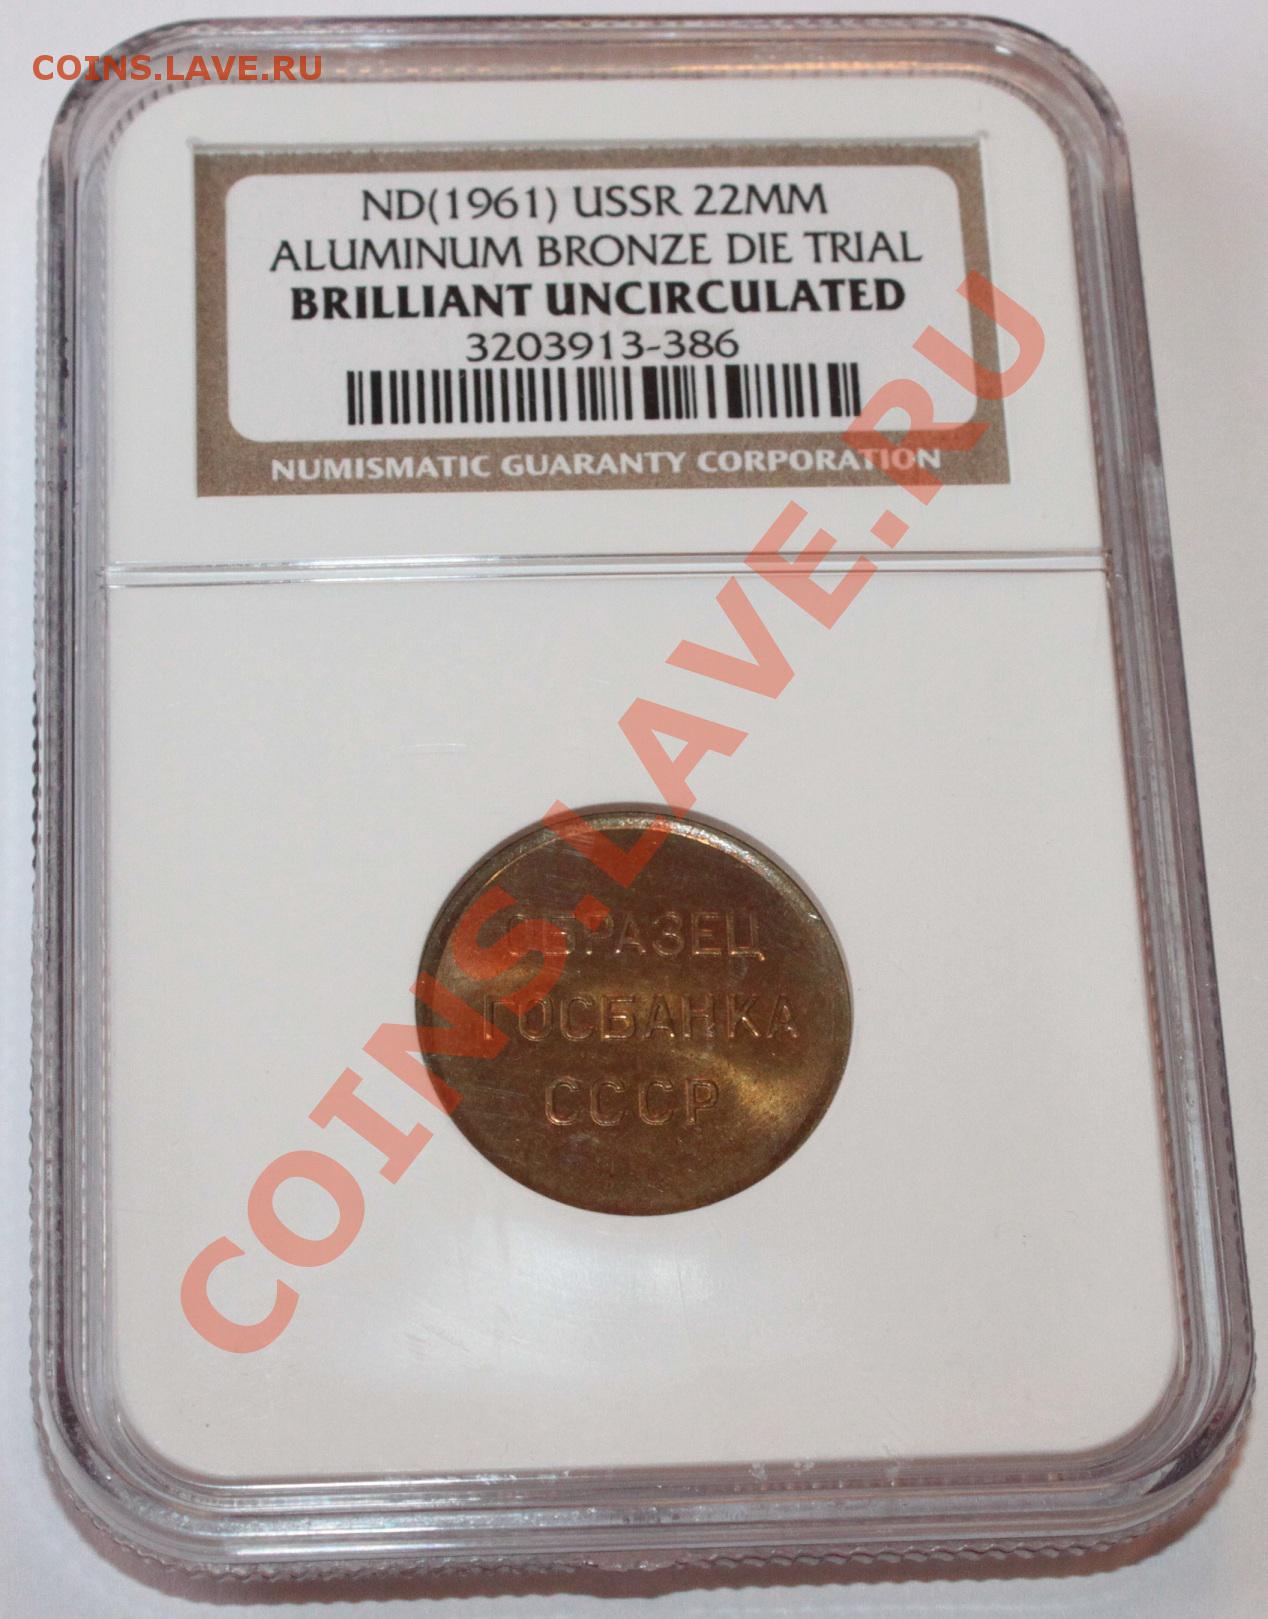 COINS.LAVE.RU
ND(1961) USSR 22MM
ALUMINUM BRONZE DIE TRIAL
BRILLIANT UNCIRCULATED
3203913-386
NUMISMATIC GUARANTY CORPORATION
COINS.LAVE.RU
ОБРАЗЕЦ
ГОСБАНКА
СССР